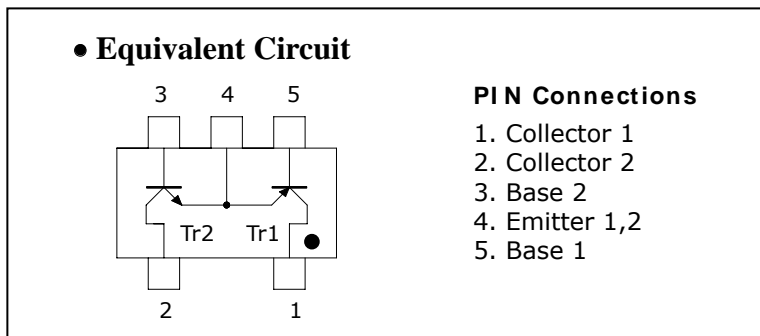 • Equivalent Circuit
3 4 5
Tr2 Tr1
2 1
PIN Connections
1. Collector 1
2. Collector 2
3. Base 2
4. Emitter 1,2
5. Base 1